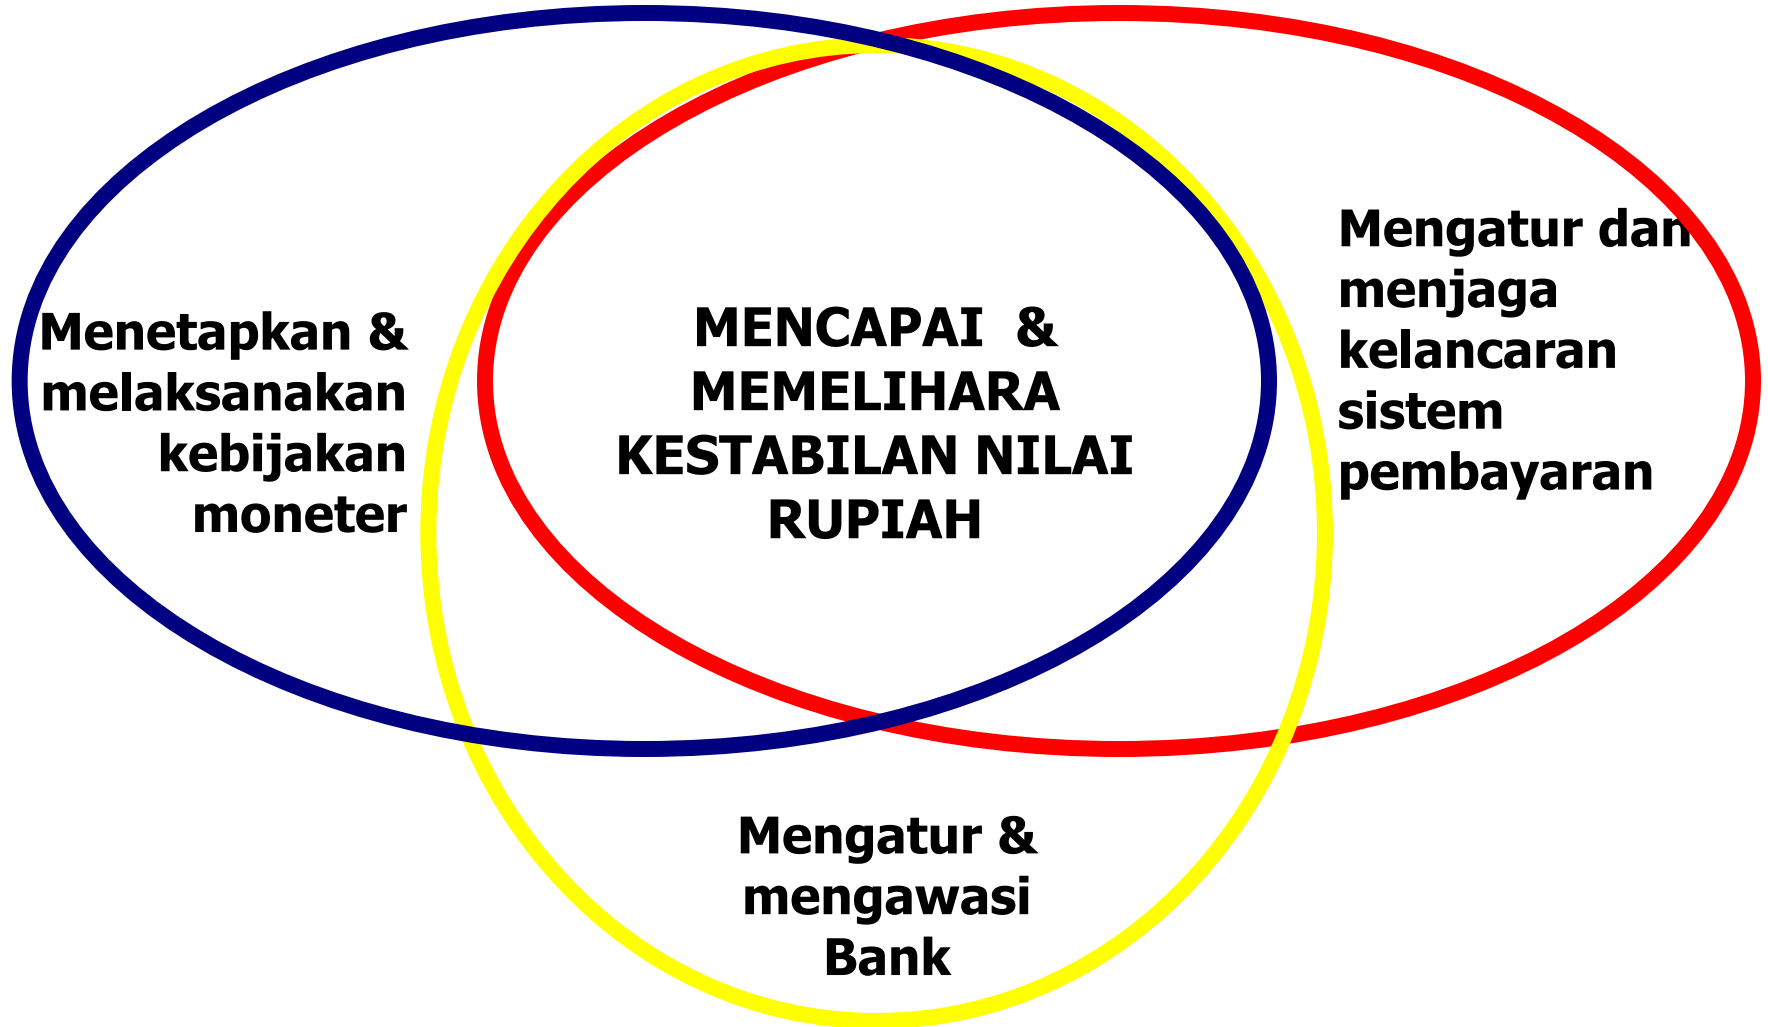 Menetapkan &
melaksanakan
kebijakan
moneter
MENCAPAI  &
MEMELIHARA
KESTABILAN NILAI
RUPIAH
Mengatur dan
menjaga
kelancaran
sistem
pembayaran
Mengatur &
mengawasi
Bank